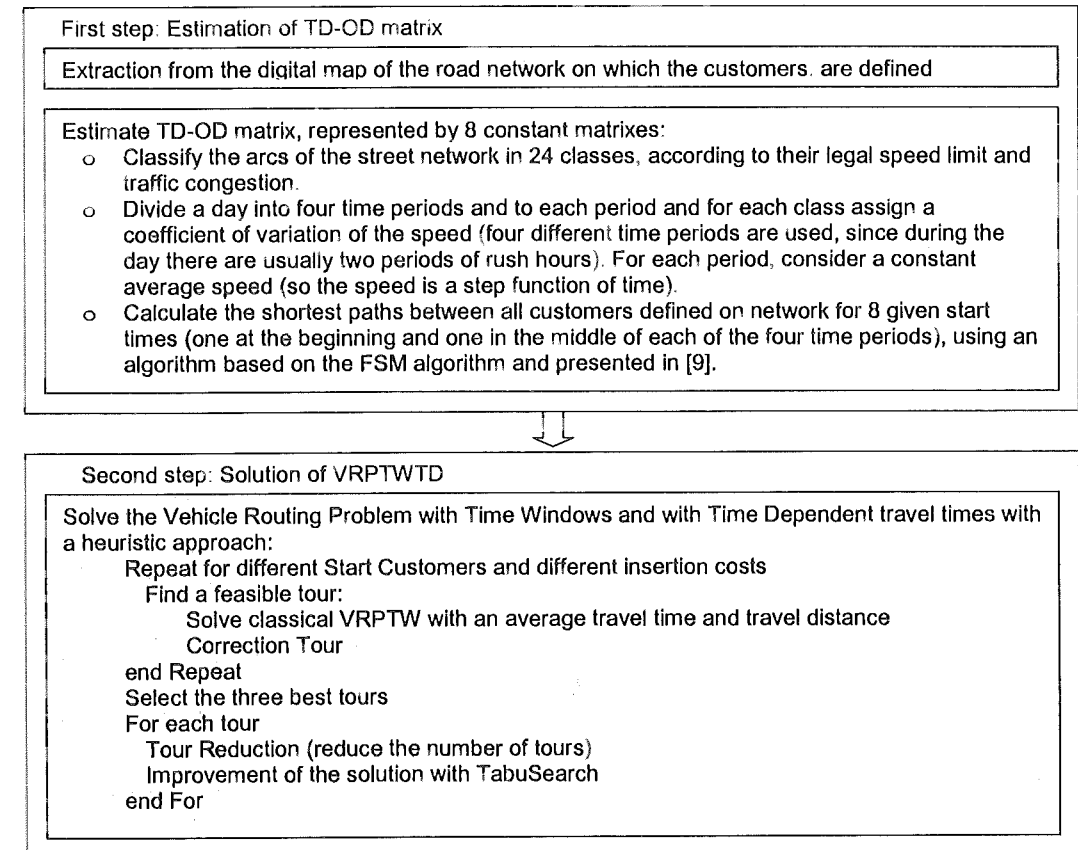 First step: Estimation of TD-OD matrix
Extraction from the digital map of the road network on which the customers. are defined
Estimate TD-OD matrix, represented by 8 constant matrixes:
o Classify the arcs of the street network in 24 classes, according to their legal speed limit and
traffic congestion.
o Divide a day into four time periods and to each period and for each class assign a
coefficient of variation of the speed (four different time periods are used, since during the
day there are usually two periods of rush hours). For each period, consider a constant
average speed (so the speed is a step function of time).
o Calculate the shortest paths between all customers defined on network for 8 given start
times (one at the beginning and one in the middle of each of the four time periods), using an
algorithm based on the FSM algorithm and presented in [9].
Second step: Solution of VRPTWTD
Solve the Vehicle Routing Problem with Time Windows and with Time Dependent travel times with
a heuristic approach:
Repeat for different Start Customers and different insertion costs
Find a feasible tour:
Solve classical VRPTW with an average travel time and travel distance
Correction Tour
end Repeat
Select the three best tours
For each tour
Tour Reduction (reduce the number of tours)
Improvement of the solution with TabuSearch
end For